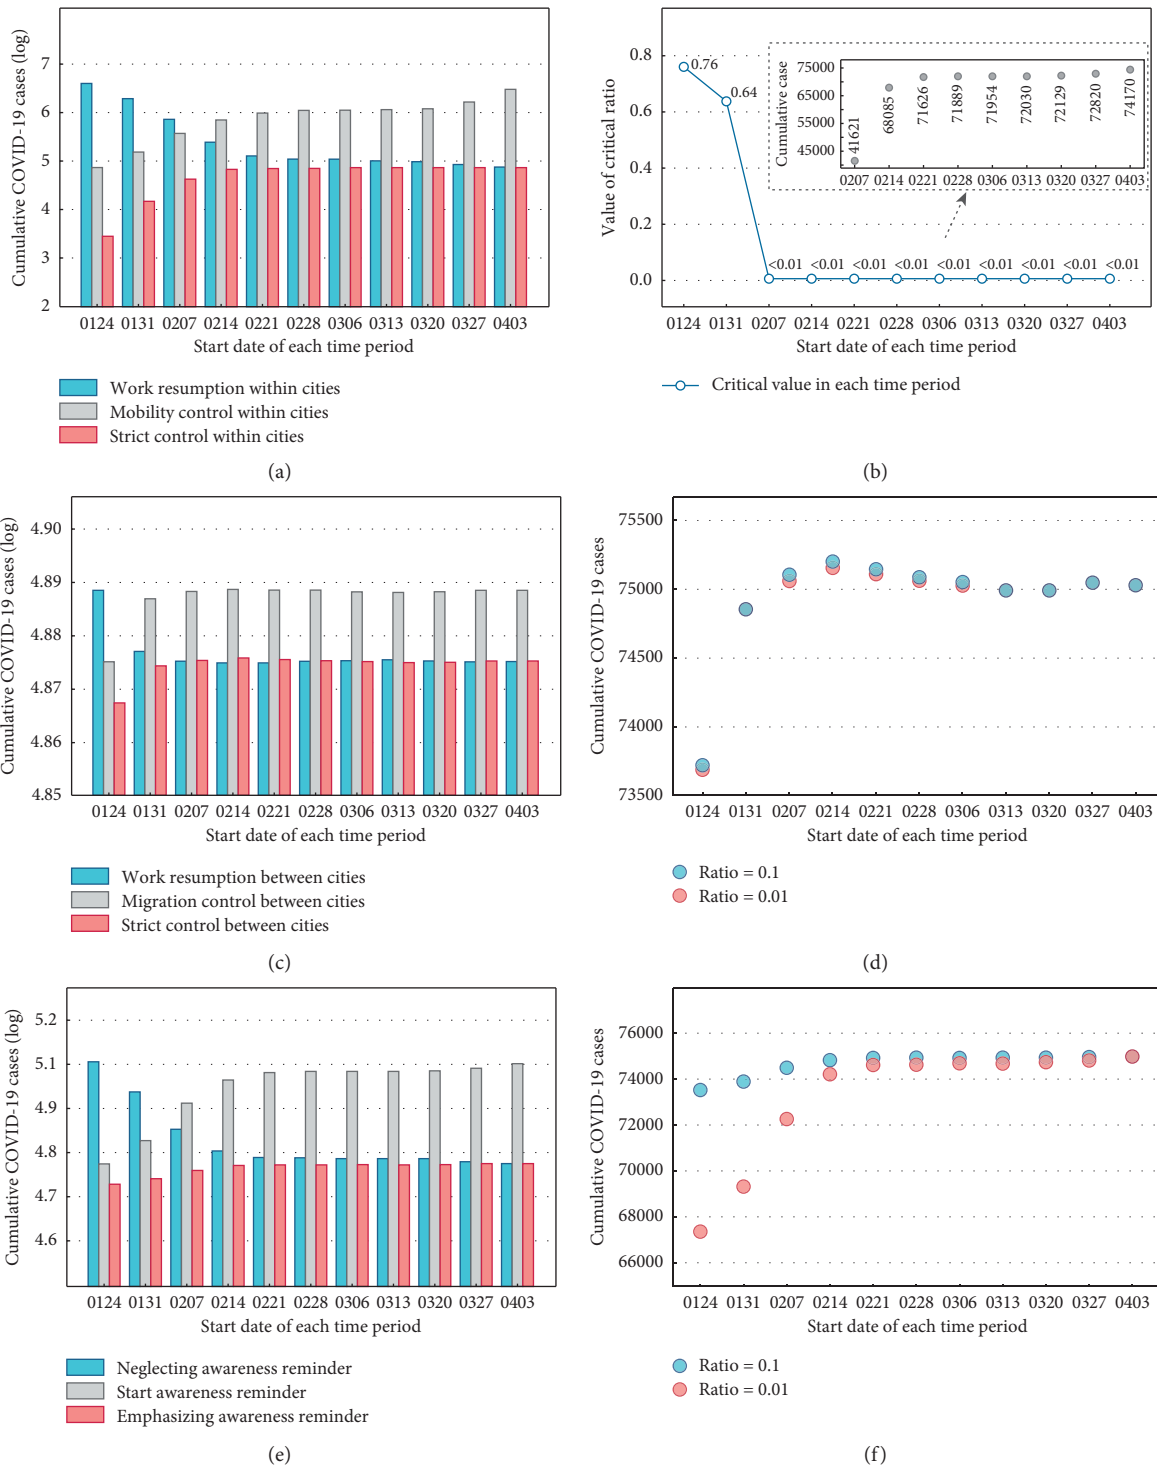 Cumulative COVID-19 cases (log)
7
6
5
4
3
2
0124 0131 0207 0214 0221 0228 0306 0313 0320 0327 0403
Start date of each time period
Work resumption within cities
Mobility control within cities
Strict control within cities
(a)
Value of critical ratio
0.8
0.6
0.4
0.2
0.0
0.76
0.64
<0.01 <0.01 <0.01 <0.01 <0.01 <0.01 <0.01 <0.01 <0.01
Cumulative case
75000
65000
55000
45000
41621 68085 71626 71889 71954 72030 72129 72820 74170
0207 0214 0221 0228 0306 0313 0320 0327 0403
0124 0131 0207 0214 0221 0228 0306 0313 0320 0327 0403
Start date of each time period
Critical value in each time period
(b)
Cumulative COVID-19 cases (log)
4.90
4.89
4.88
4.87
4.86
4.85
0124 0131 0207 0214 0221 0228 0306 0313 0320 0327 0403
Start date of each time period
Work resumption between cities
Migration control between cities
Strict control between cities
(c)
Cumulative COVID-19 cases
75500
75000
74500
74000
73500
0124 0131 0207 0214 0221 0228 0306 0313 0320 0327 0403
Start date of each time period
Ratio = 0.1
Ratio = 0.01
(d)
Cumulative COVID-19 cases (log)
5.2
5.1
4.9
4.8
4.7
4.6
0124 0131 0207 0214 0221 0228 0306 0313 0320 0327 0403
Start date of each time period
Neglecting awareness reminder
Start awareness reminder
Emphasizing awareness reminder
(e)
Cumulative COVID-19 cases
76000
74000
72000
70000
68000
66000
0124 0131 0207 0214 0221 0228 0306 0313 0320 0327 0403
Start date of each time period
Ratio = 0.1
Ratio = 0.01
(f)